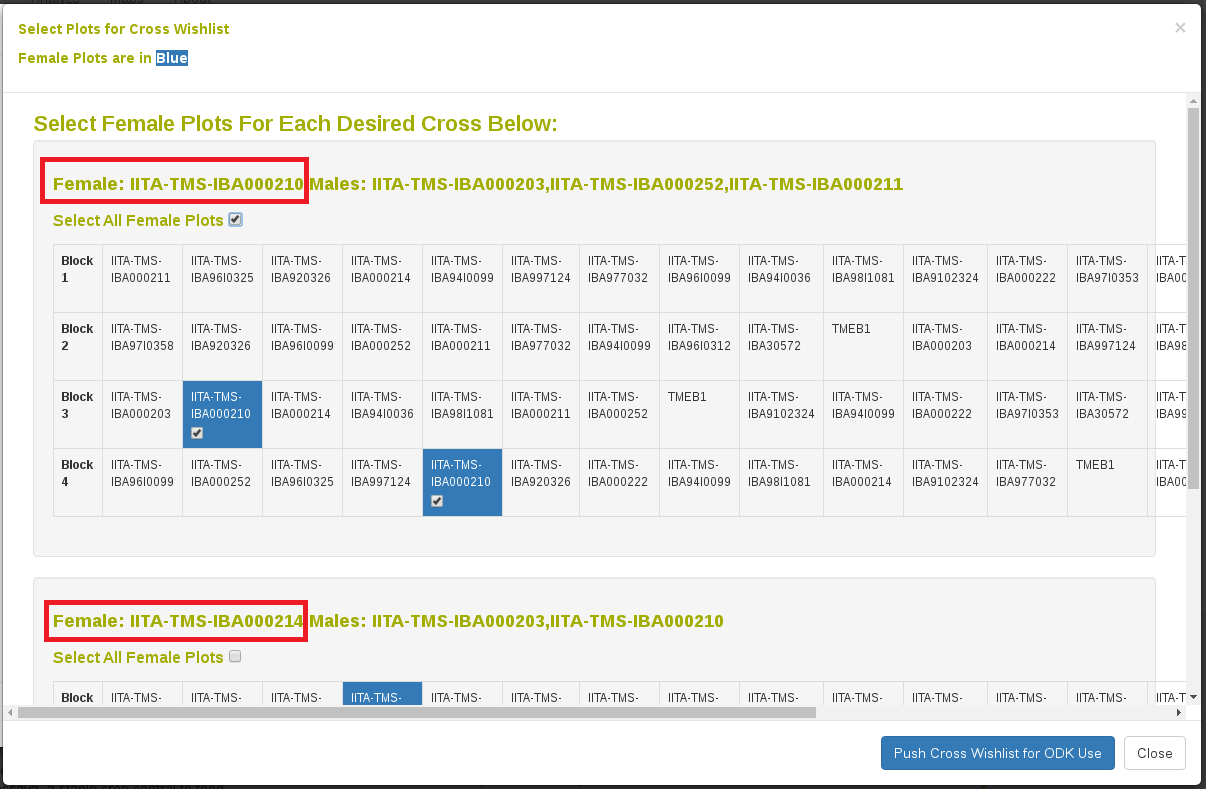 Select Plots for Cross Wishlist
×
Female Plots are in Blue
Select Female Plots For Each Desired Cross Below:
Female: IITA-TMS-IBA000210 Males: IITA-TMS-IBA000203,IITA-TMS-IBA000252,IITA-TMS-IBA000211
Select All Female Plots
Block IITA-TMS- IITA-TMS- IITA-TMS- IITA-TMS- IITA-TMS- IITA-TMS- IITA-TMS- IITA-TMS- IITA-TMS- IITA-TMS- IITA-TMS- IITA-TMS- IITA-TMS- IITA-T
1 IBA000211 IBA96I0325 IBA920326 IBA000214 IBA94I0099 IBA997124 IBA977032 IBA96I0099 IBA94I0036 IBA98I1081 IBA9102324 IBA000222 IBA97I0353 IBA00
Block IITA-TMS- IITA-TMS- IITA-TMS- IITA-TMS- IITA-TMS- IITA-TMS- IITA-TMS- IITA-TMS- IITA-TMS- TMEB1 IITA-TMS- IITA-TMS- IITA-TMS- IITA-T
2 IBA97I0358 IBA920326 IBA96I0099 IBA000252 IBA000211 IBA977032 IBA94I0099 IBA96I0312 IBA30572 IBA000203 IBA000214 IBA997124 IBA98
Block IITA-TMS- IITA-TMS- IITA-TMS- IITA-TMS- IITA-TMS- IITA-TMS- IITA-TMS- TMEB1 IITA-TMS- IITA-TMS- IITA-TMS- IITA-TMS- IITA-TMS- IITA-T
3 IBA000203 IBA000210 IBA000214 IBA94I0036 IBA98I1081 IBA000211 IBA000252 IBA9102324 IBA94I0099 IBA000222 IBA97I0353 IBA30572 IBA99
Block IITA-TMS- IITA-TMS- IITA-TMS- IITA-TMS- IITA-TMS- IITA-TMS- IITA-TMS- IITA-TMS- IITA-TMS- IITA-TMS- IITA-TMS- IITA-TMS- TMEB1 IITA-T
4 IBA96I0099 IBA000252 IBA96I0325 IBA997124 IBA000210 IBA920326 IBA000222 IBA94I0099 IBA98I1081 IBA000214 IBA9102324 IBA977032 IBA00
Female: IITA-TMS-IBA000214 Males: IITA-TMS-IBA000203,IITA-TMS-IBA000210
Select All Female Plots
Block IITA-TMS- IITA-TMS- IITA-TMS- IITA-TMS- IITA-TMS- IITA-TMS- IITA-TMS- IITA-TMS- IITA-TMS- IITA-TMS- IITA-TMS- IITA-TMS- IITA-TMS- IITA-T
Push Cross Wishlist for ODK Use
Close